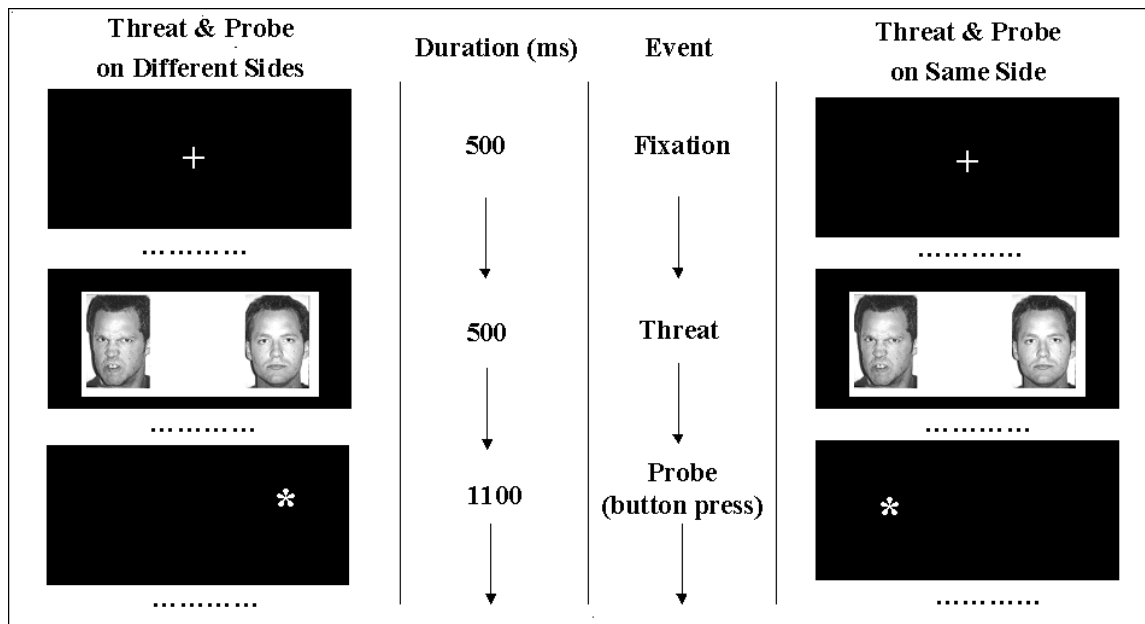 Threat & Probe
on Different Sides
Duration (ms)
Event
Threat & Probe
on Same Side
+
500
Fixation
+
…………
…………
500
Threat
…………
…………
*
1100
Probe
(button press)
*
…………
…………